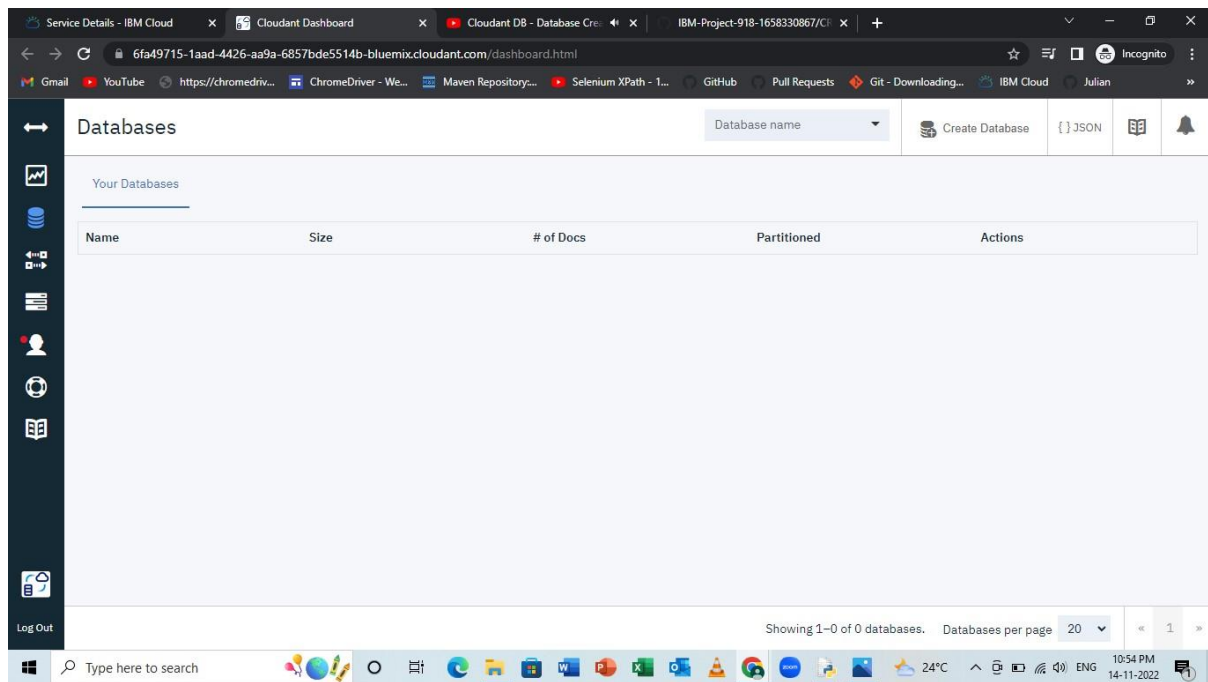 Service Details - IBM Cloud
Cloudant Dashboard
Cloudant DB - Database Crea
IBM-Project-918-1658330867/CR
6fa49715-1aad-4426-aa9a-6857bde5514b-bluemix.cloudant.com/dashboard.html
Incognito
Gmail YouTube https://chromedriv... ChromeDriver - We... Maven Repository:... Selenium XPath - 1... GitHub Pull Requests Git - Downloading... IBM Cloud Julian »
Databases
Database name
Create Database
{ } JSON
Your Databases
Name Size # of Docs Partitioned Actions
Log Out
Showing 1–0 of 0 databases. Databases per page 20 « 1 »
Type here to search
24°C ENG 10:54 PM
14-11-2022